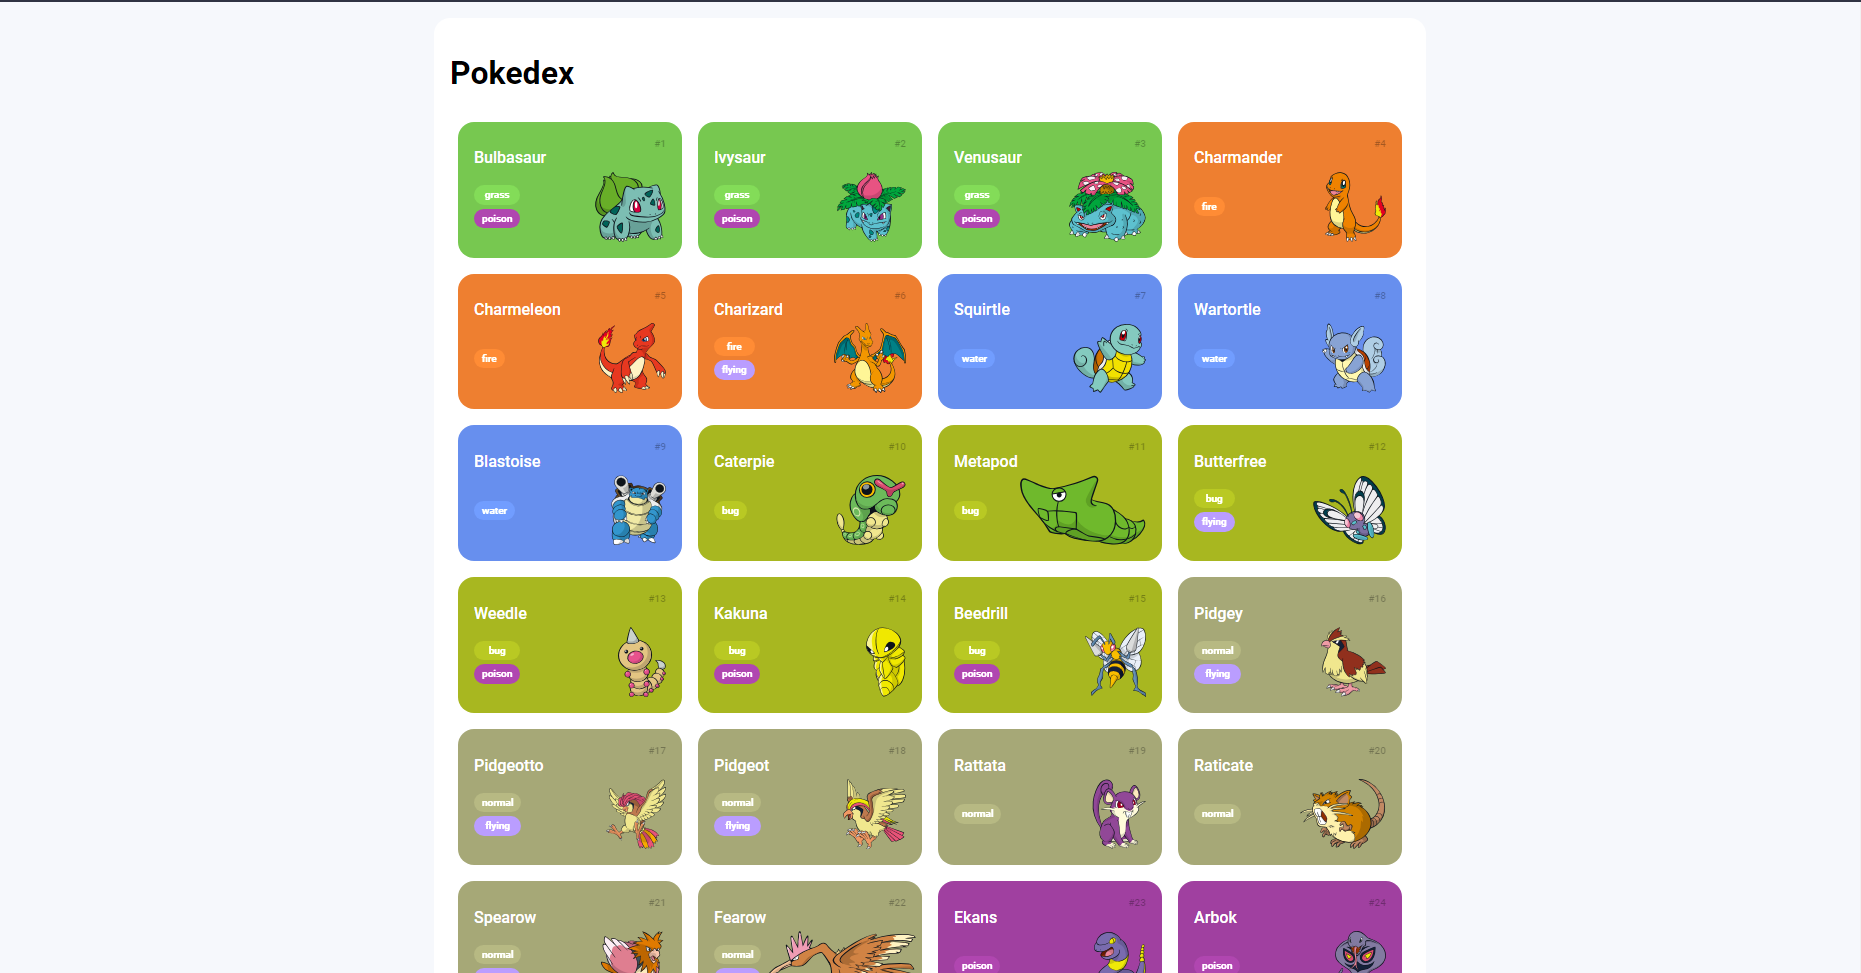 Pokedex
#1
Bulbasaur
grass
poison
#2
Ivysaur
grass
poison
#3
Venusaur
grass
poison
#4
Charmander
fire
#5
Charmeleon
fire
#6
Charizard
fire
flying
#7
Squirtle
water
#8
Wartortle
water
#9
Blastoise
water
#10
Caterpie
bug
#11
Metapod
bug
#12
Butterfree
bug
flying
#13
Weedle
bug
poison
#14
Kakuna
bug
poison
#15
Beedrill
bug
poison
#16
Pidgey
normal
flying
#17
Pidgeotto
normal
flying
#18
Pidgeot
normal
flying
#19
Rattata
normal
#20
Raticate
normal
#21
Spearow
normal
#22
Fearow
normal
#23
Ekans
poison
#24
Arbok
poison